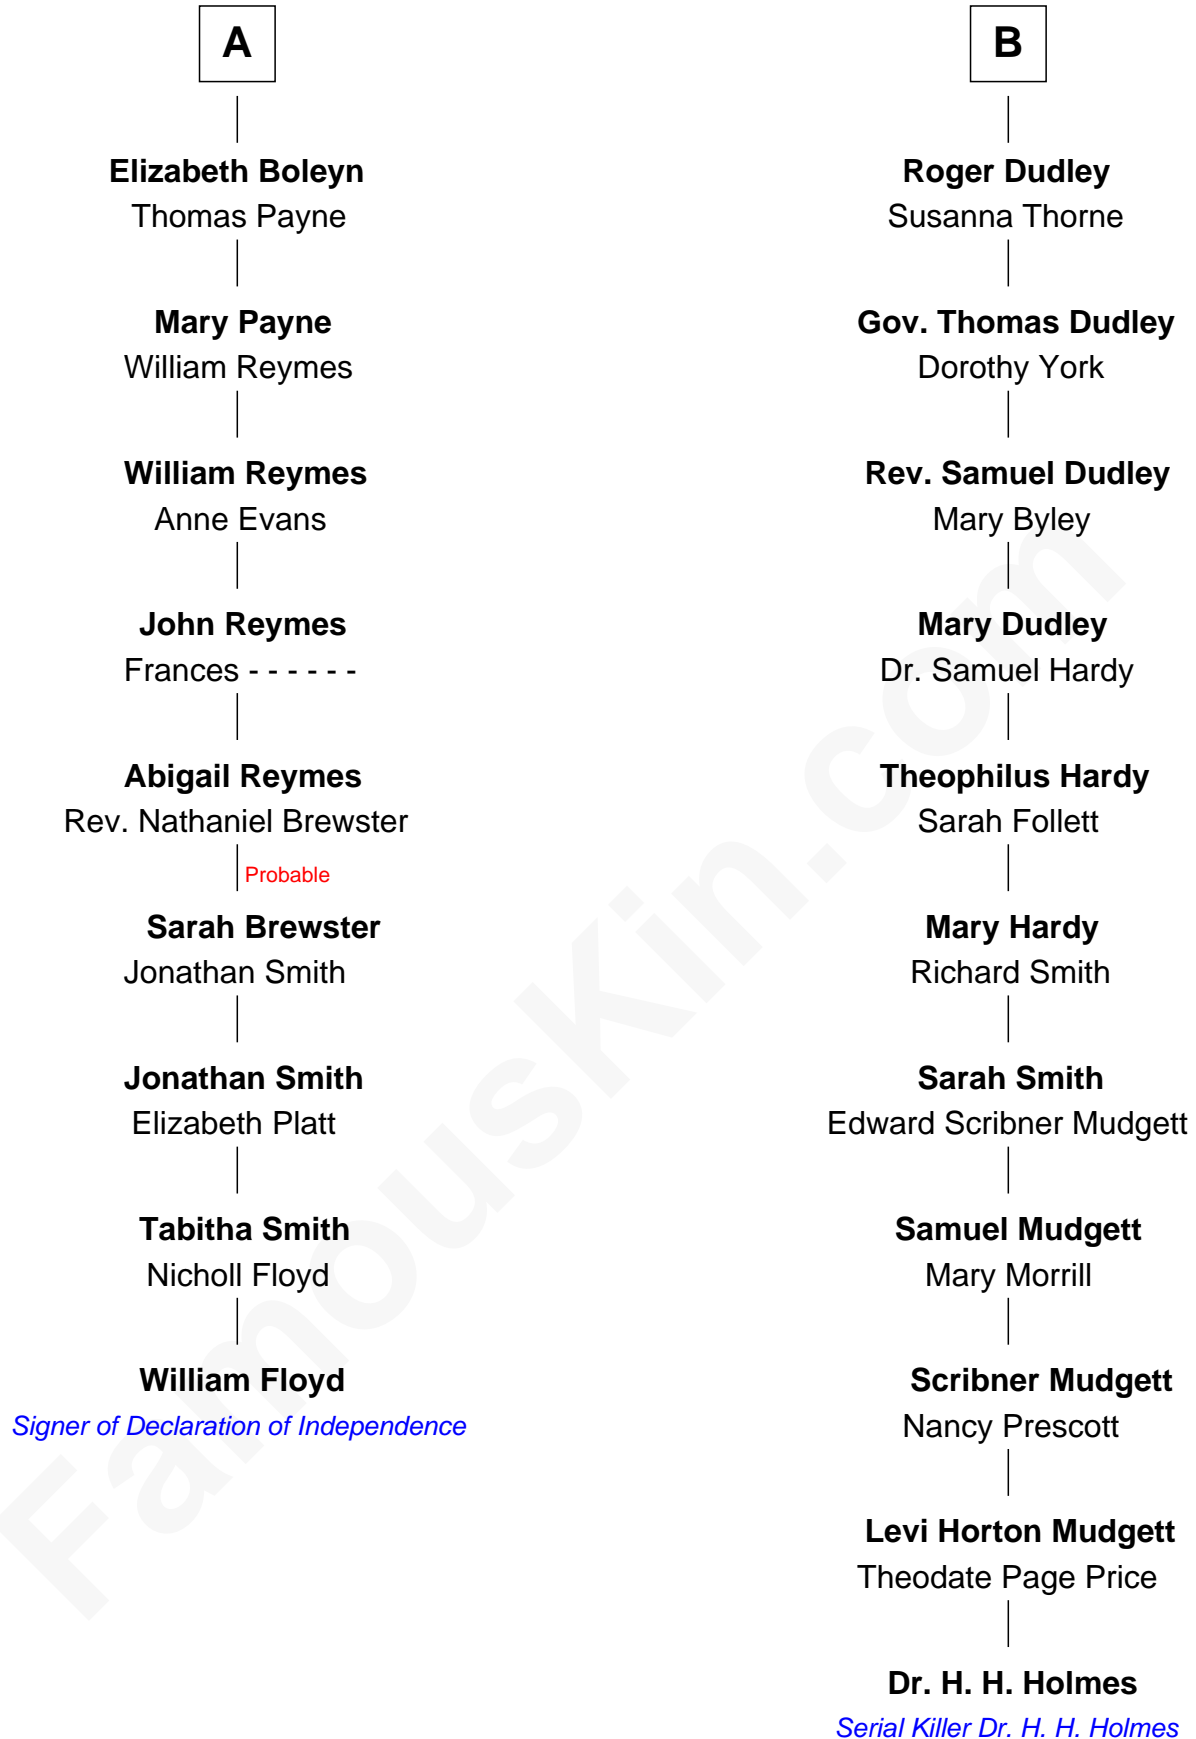 A
Elizabeth Boleyn
Thomas Payne
Mary Payne
William Reymes
William Reymes
Anne Evans
John Reymes
Frances - - - - - -
Abigail Reymes
Rev. Nathaniel Brewster
Probable
Sarah Brewster
Jonathan Smith
Jonathan Smith
Elizabeth Platt
Tabitha Smith
Nicholl Floyd
William Floyd
Signer of Declaration of Independence
B
Roger Dudley
Susanna Thorne
Gov. Thomas Dudley
Dorothy York
Rev. Samuel Dudley
Mary Byley
Mary Dudley
Dr. Samuel Hardy
Theophilus Hardy
Sarah Follett
Mary Hardy
Richard Smith
Sarah Smith
Edward Scribner Mudgett
Samuel Mudgett
Mary Morrill
Scribner Mudgett
Nancy Prescott
Levi Horton Mudgett
Theodate Page Price
Dr. H. H. Holmes
Serial Killer Dr. H. H. Holmes
FamousKin.com